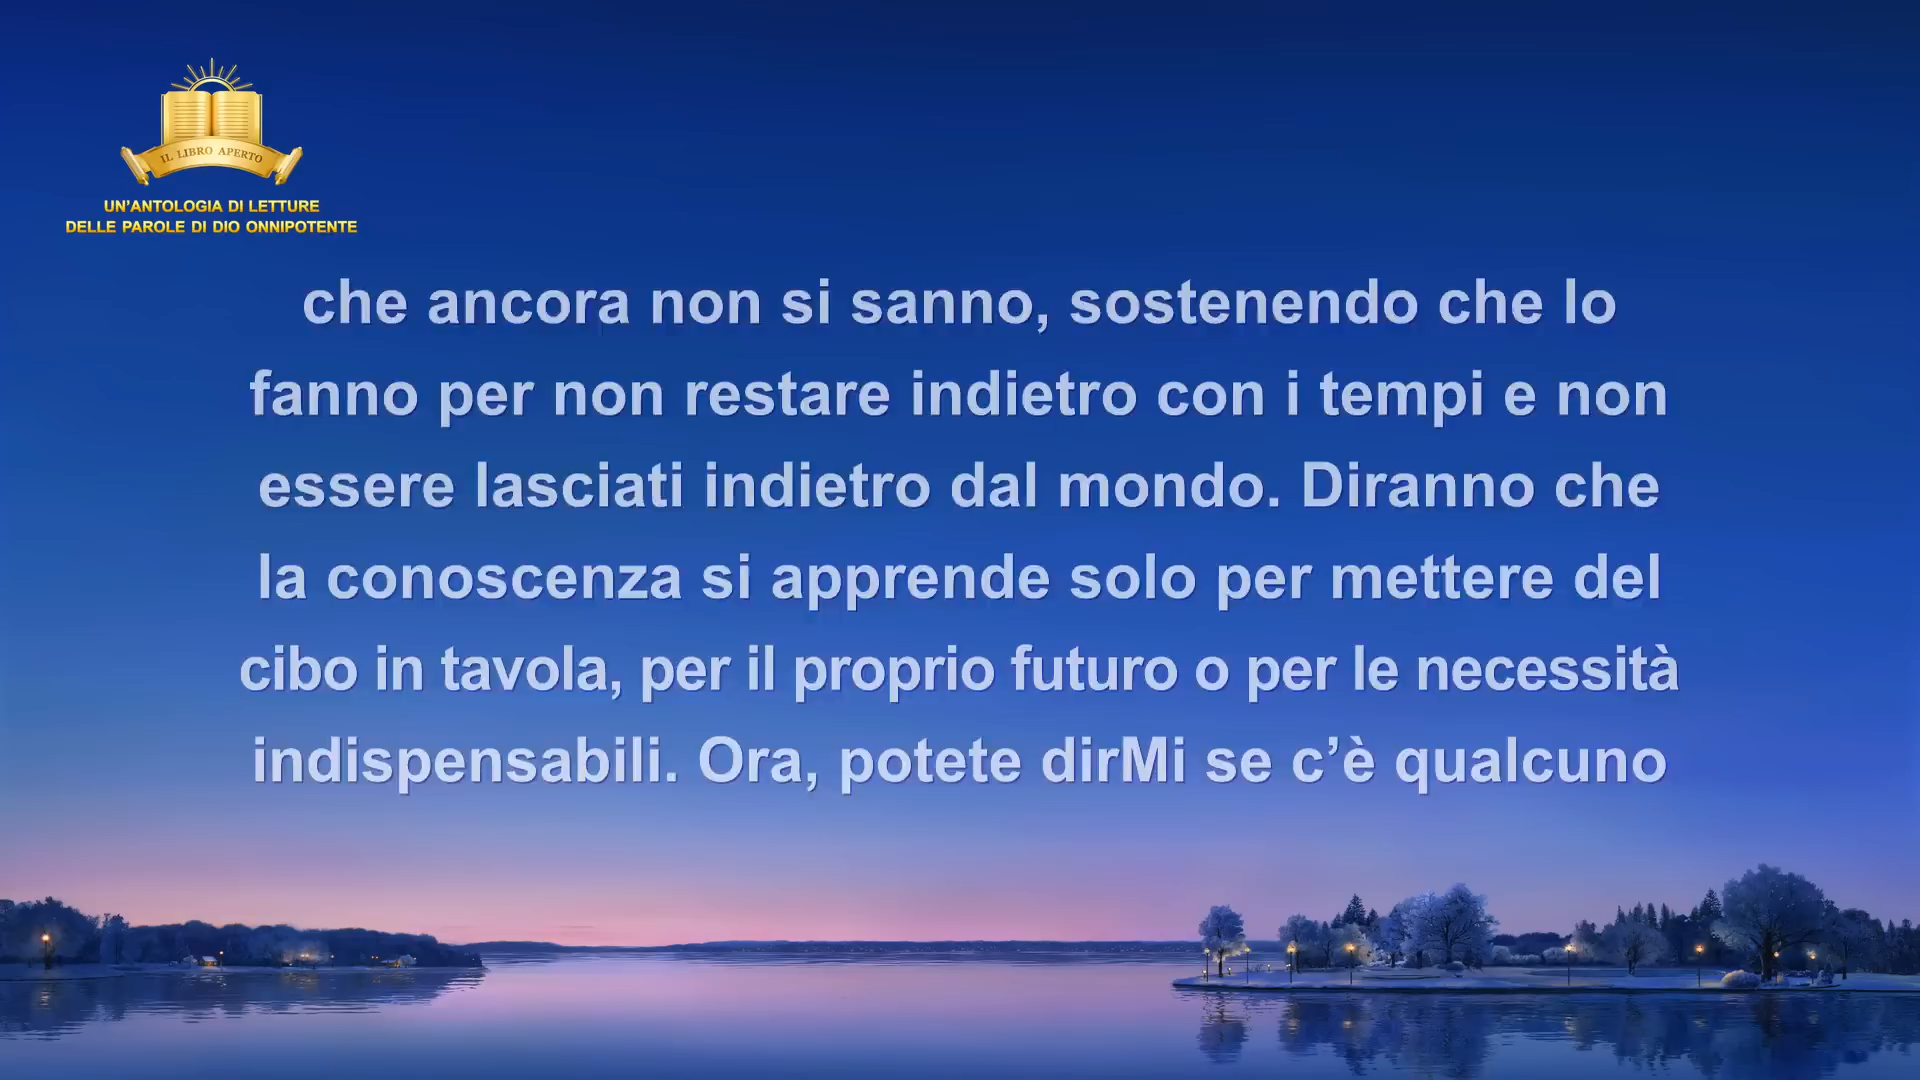 IL LIBRO APERTO
UN’ANTOLOGIA DI LETTURE
DELLE PAROLE DI DIO ONNIPOTENTE
che ancora non si sanno, sostenendo che lo
fanno per non restare indietro con i tempi e non
essere lasciati indietro dal mondo. Diranno che
la conoscenza si apprende solo per mettere del
cibo in tavola, per il proprio futuro o per le necessità
indispensabili. Ora, potete dirMi se c’è qualcuno